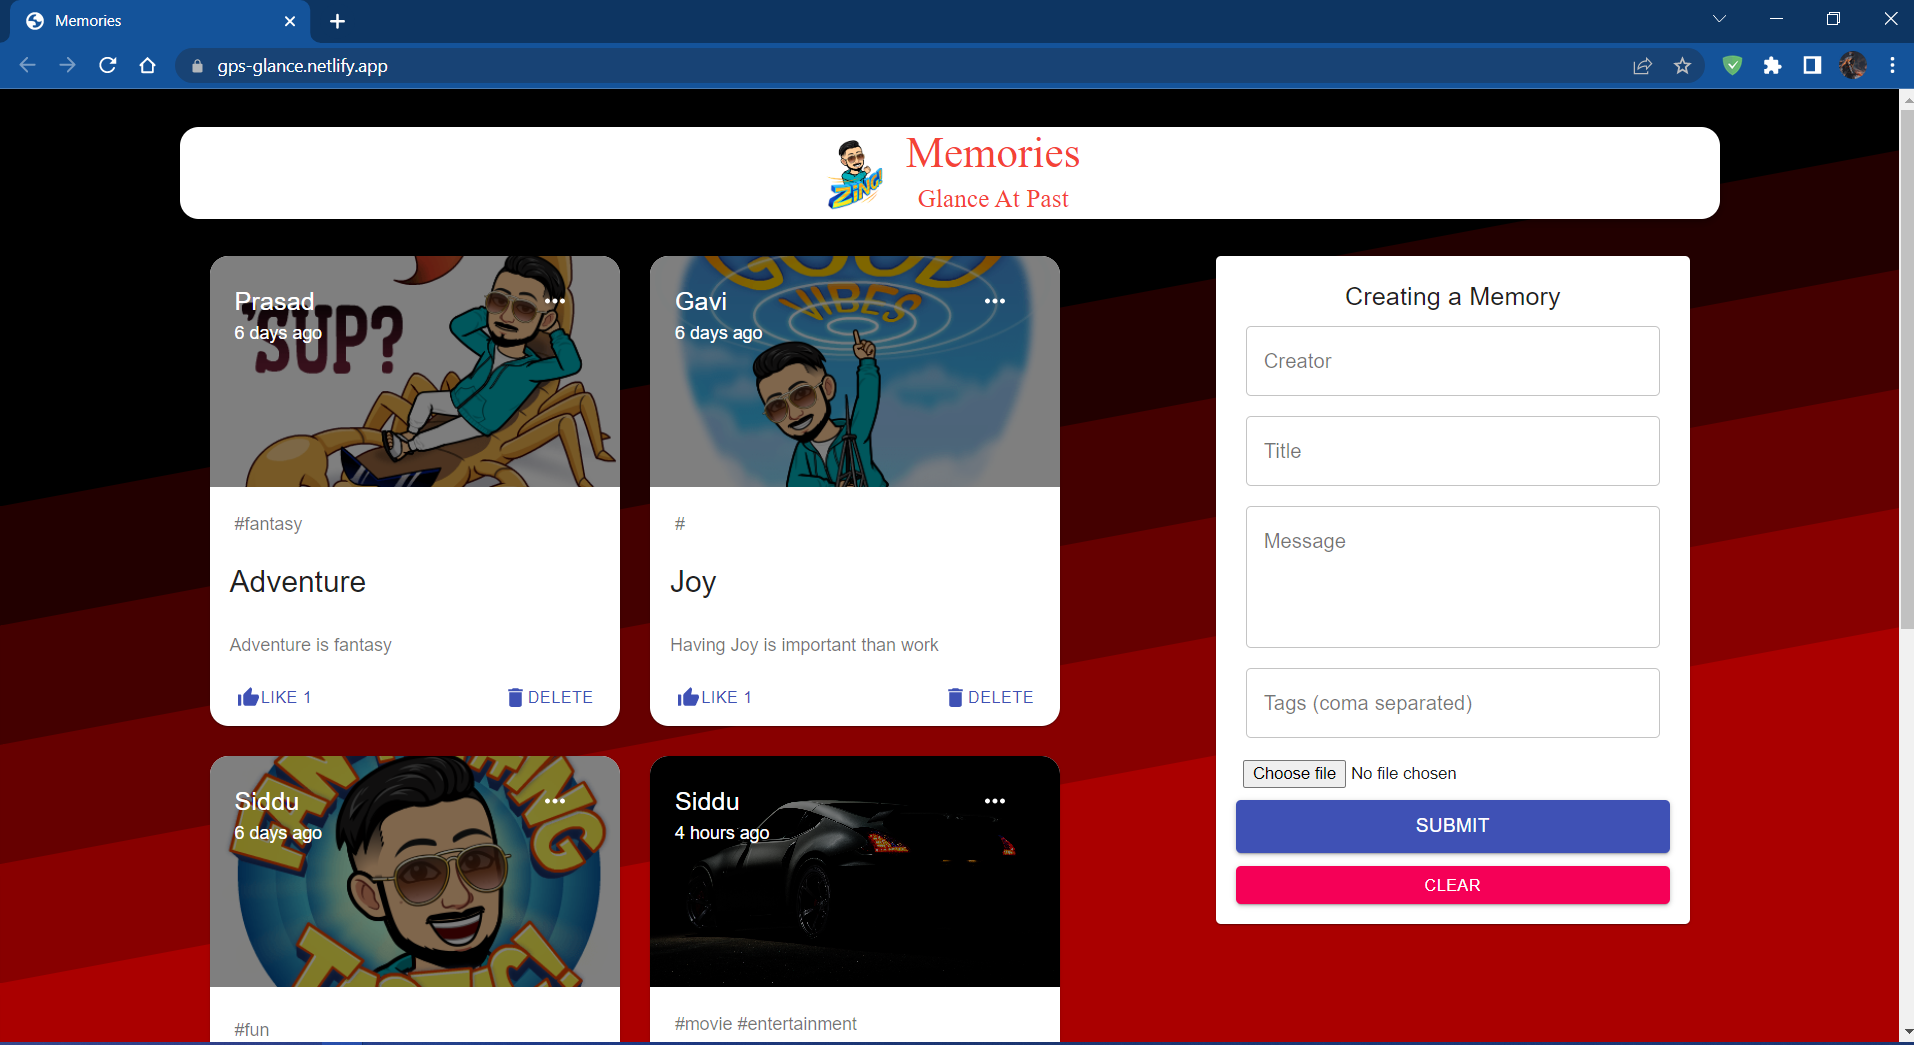 Memories
gps-glance.netlify.app
ZING!
Memories
Glance At Past
Prasad
6 days ago
'SUP?
#fantasy
Adventure
Adventure is fantasy
LIKE 1
DELETE
GOOD
VIBES
Gavi
6 days ago
#
Joy
Having Joy is important than work
LIKE 1
DELETE
Siddu
6 days ago
#fun
Siddu
4 hours ago
#movie #entertainment
Creating a Memory
Creator
Title
Message
Tags (coma separated)
Choose file No file chosen
SUBMIT
CLEAR